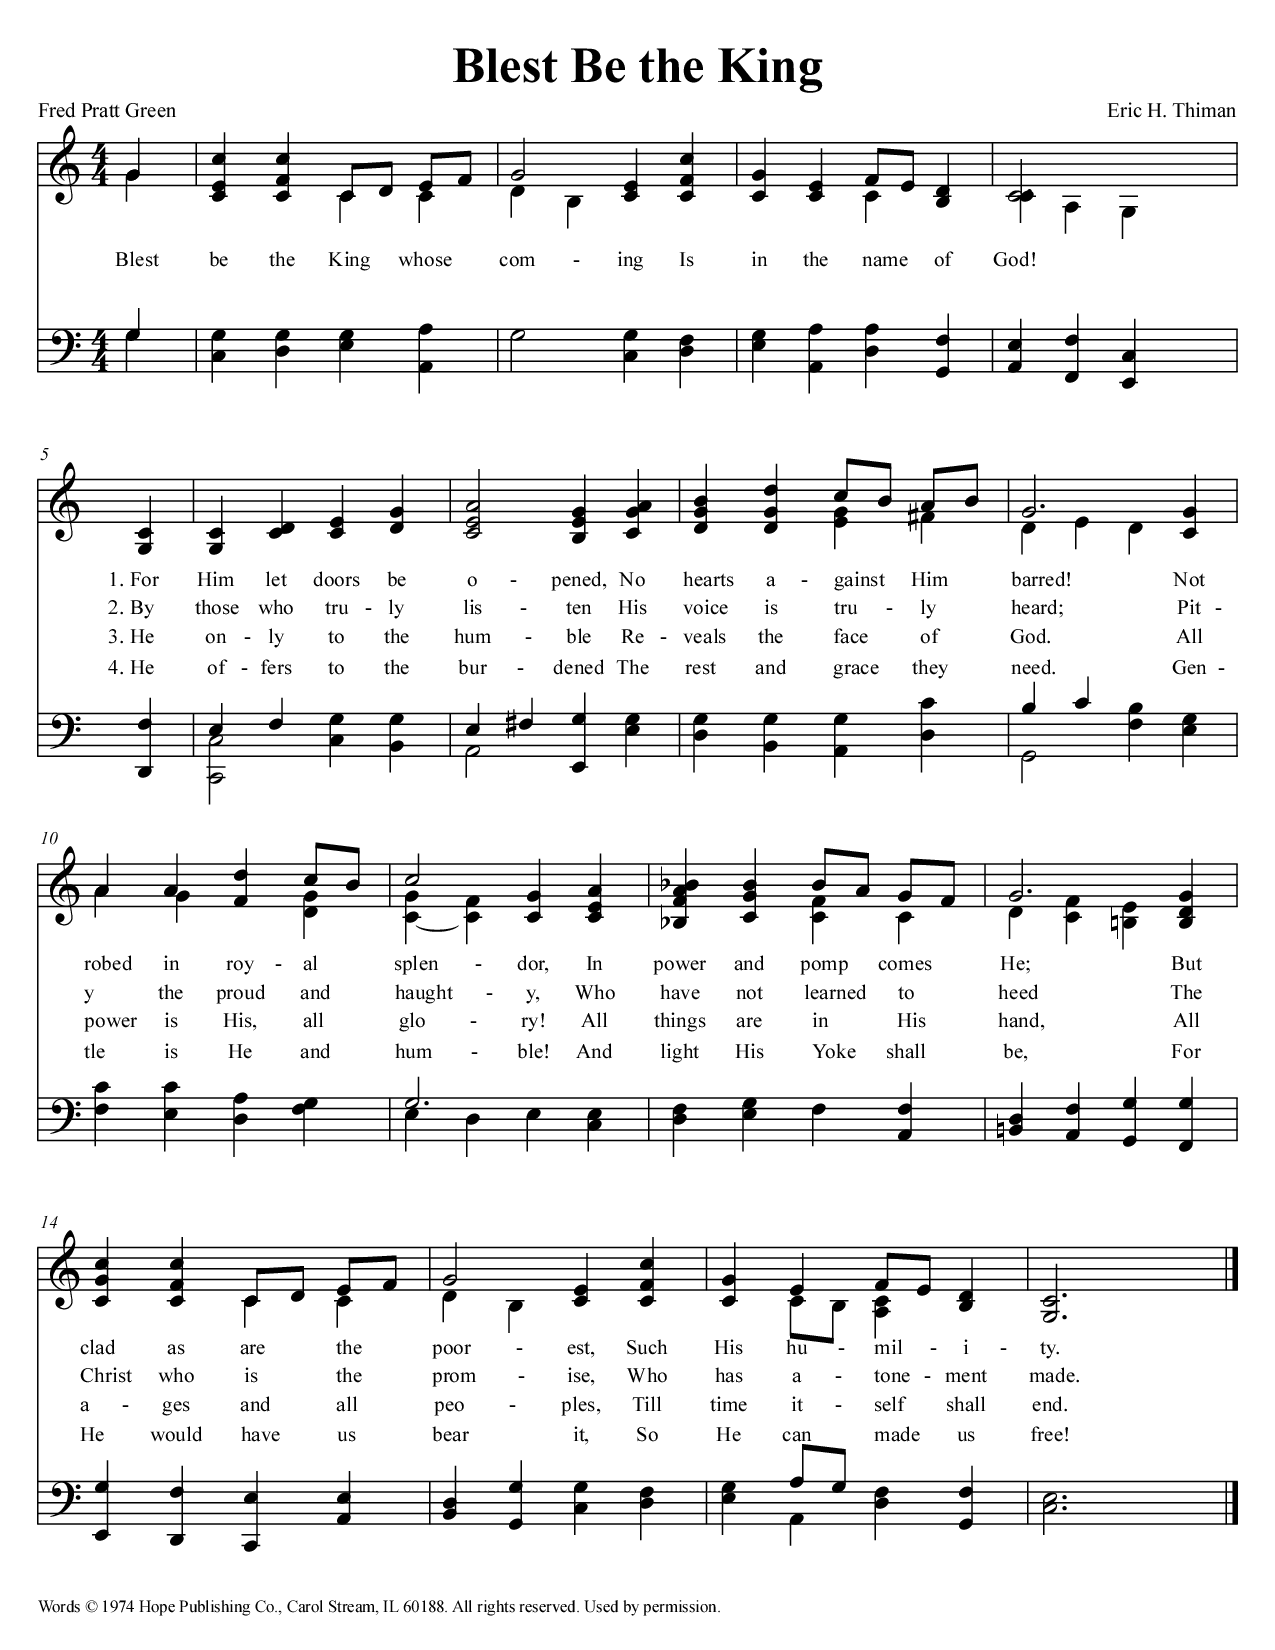 Blest Be the King
Fred Pratt Green
Eric H. Thiman
4 4
Blest be the King whose com - ing Is in the name of God!
4 4
5
1. For Him let doors be o - pened, No hearts a - gainst Him barred! Not
2. By those who tru - ly lis - ten His voice is tru - ly heard; Pit -
3. He on - ly to the hum - ble Re - veals the face of God. All
4. He of - fers to the bur - dened The rest and grace they need. Gen -
10
robed in roy - al splen - dor, In power and pomp comes He; But
y the proud and haught - y, Who have not learned to heed The
power is His, all glo - ry! All things are in His hand, All
tle is He and hum - ble! And light His Yoke shall be, For
14
clad as are the poor - est, Such His hu - mil - i - ty.
Christ who is the prom - ise, Who has a - tone - ment made.
a - ges and all peo - ples, Till time it - self shall end.
He would have us bear it, So He can made us free!
Words © 1974 Hope Publishing Co., Carol Stream, IL 60188. All rights reserved. Used by permission.